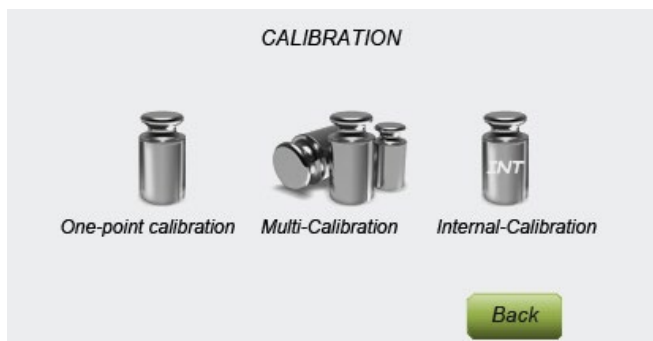 CALIBRATION
INT
One-point calibration
Multi-Calibration
Internal-Calibration
Back